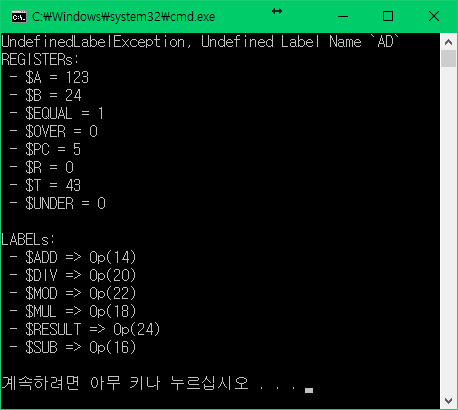 C:₩Windows₩system32₩cmd.exe
UndefinedLabelException, Undefined Label Name `AD`
REGISTERs:
- $A = 123
- $B = 24
- $EQUAL = 1
- $OVER = 0
- $PC = 5
- $R = 0
- $T = 43
- $UNDER = 0
LABELs:
- $ADD => Op(14)
- $DIV => Op(20)
- $MOD => Op(22)
- $MUL => Op(18)
- $RESULT => Op(24)
- $SUB => Op(16)
계속하려면 아무 키나 누르십시오 . . .